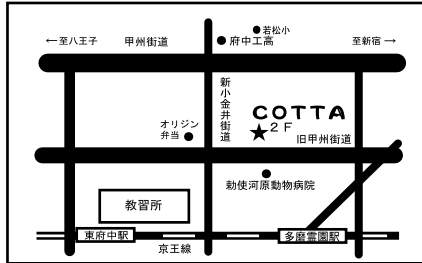 若松小
←至八王子
甲州街道
府中工高
至新宿→
新小金井街道
COTTA
オリジン
弁当
2F
旧甲州街道
勅使河原動物病院
教習所
東府中駅
多磨霊園駅
京王線